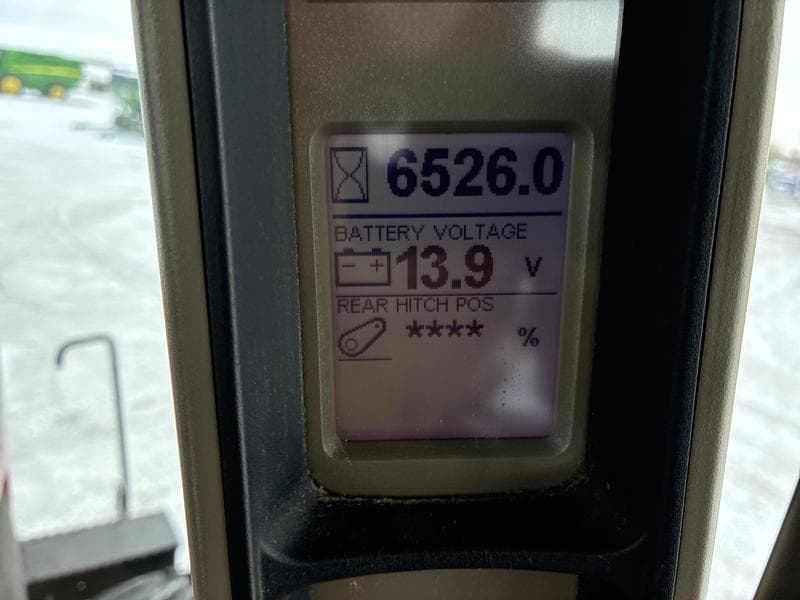 6526.0
BATTERY VOLTAGE
- + 13.9 V
REAR HITCH POS
**** %